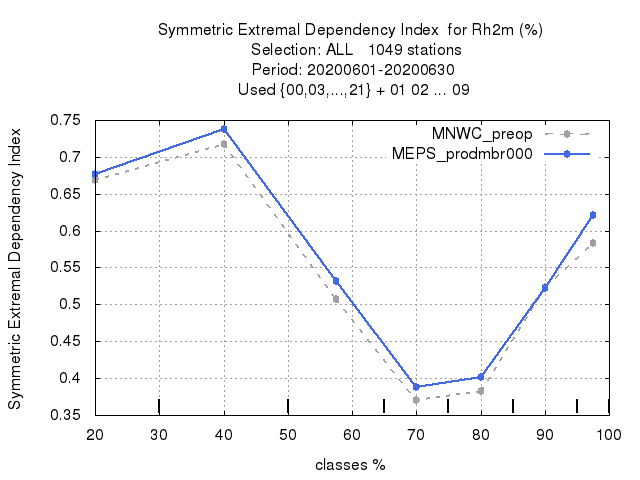 Symmetric Extremal Dependency Index  for Rh2m (%)
Selection: ALL   1049 stations
Period: 20200601-20200630
Used {00,03,...,21} + 01 02 ... 09
Symmetric Extremal Dependency Index
0.75
0.7
0.65
0.6
0.55
0.5
0.45
0.4
0.35
MNWC_preop
MEPS_prodmbr000
20 30 40 50 60 70 80 90 100
classes %